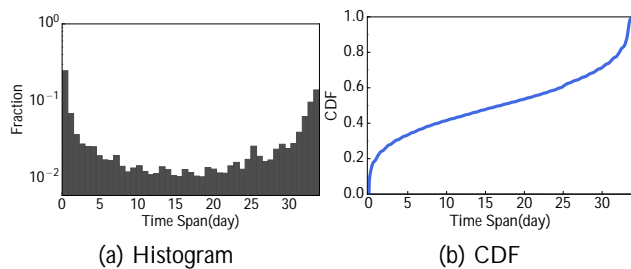 10⁰
10⁻¹
10⁻²
Fraction
0 5 10 15 20 25 30
Time Span(day)
(a) Histogram
1.0
0.8
0.6
0.4
0.2
0.0
CDF
0 5 10 15 20 25 30
Time Span(day)
(b) CDF